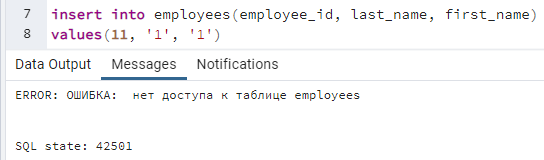 7 insert into employees(employee_id, last_name, first_name)
8 values(11, '1', '1')
Data Output Messages Notifications
ERROR: ОШИБКА:  нет доступа к таблице employees
SQL state: 42501